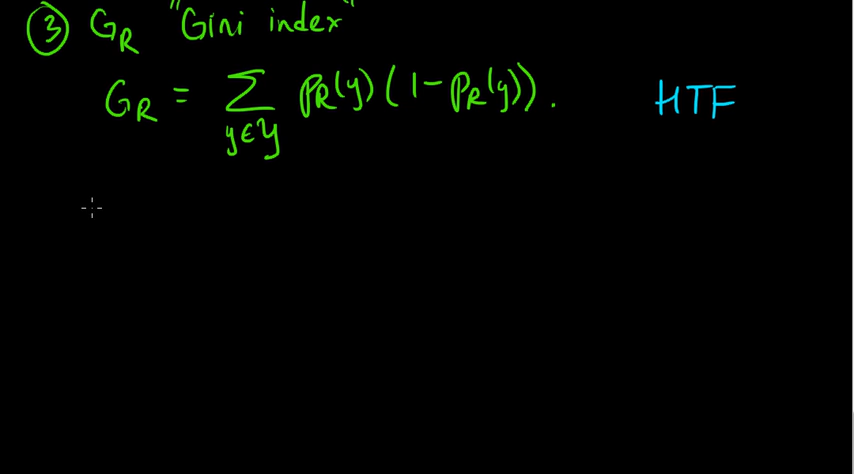 ③ G_R "Gini index"
G_R = Σ_{y∈𝒴} p_R(y)(1 - p_R(y)). HTF